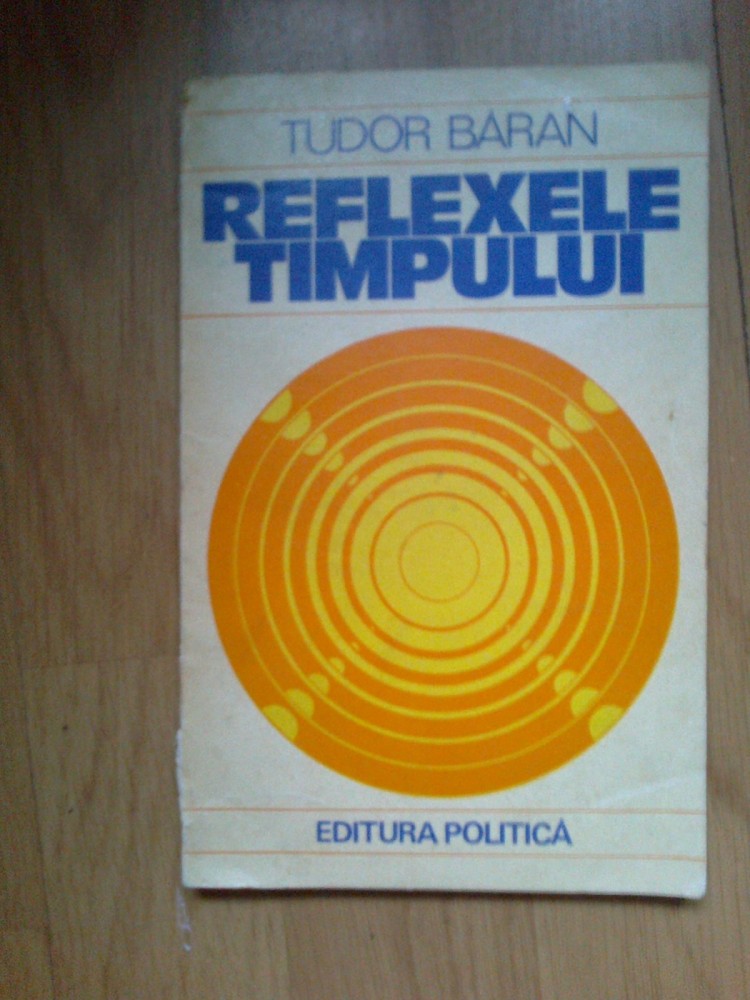 TUDOR BĂRAN
REFLEXELE
TIMPULUI
EDITURA POLITICĂ